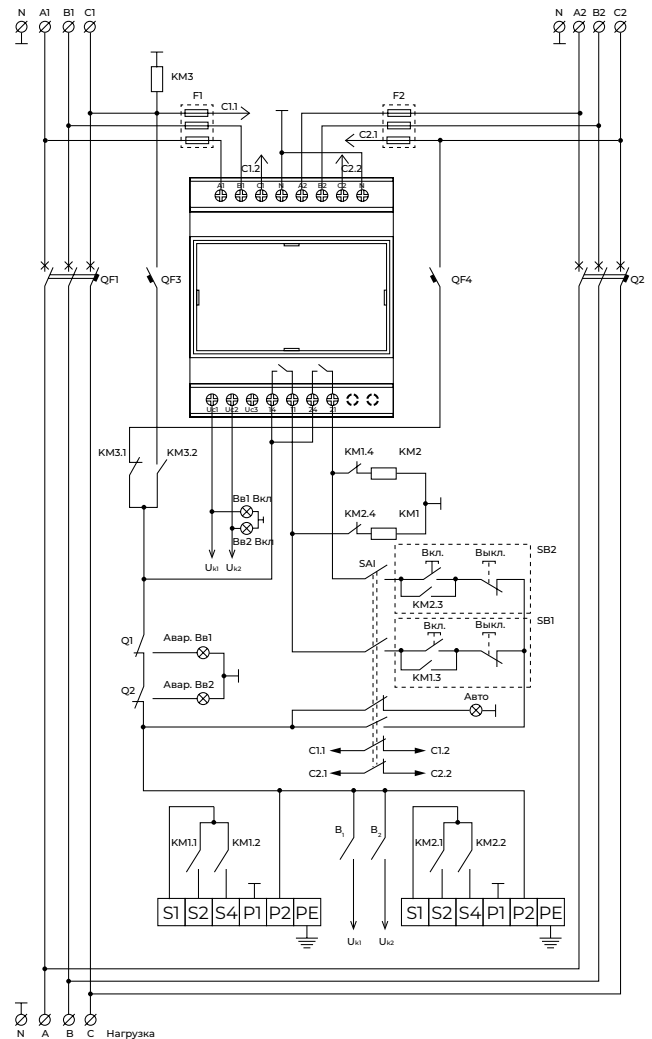 N A1 B1 C1 N A2 B2 C2
KM3
F1 F2
C1.1
C2.1
C1.2 C2.2
A1 B1 C1 N A2 B2 C2 N
QF1 QF3 QF4 Q2
Uc1 Uc2 Uc3 14 11 24 21
KM3.1 KM3.2
KM1.4 KM2
Вв1 Вкл
KM2.4 KM1
Вв2 Вкл
Uk1 Uk2
SB2
Вкл. Выкл.
SAI
KM2.3
SB1
Вкл. Выкл.
Q1 Авар. Вв1
KM1.3
Q2 Авар. Вв2
Авто
C1.1 C1.2
C2.1 C2.2
B1 B2
KM1.1 KM1.2 KM2.1 KM2.2
S1 S2 S4 P1 P2 PE S1 S2 S4 P1 P2 PE
Uk1 Uk2
N A B C Нагрузка